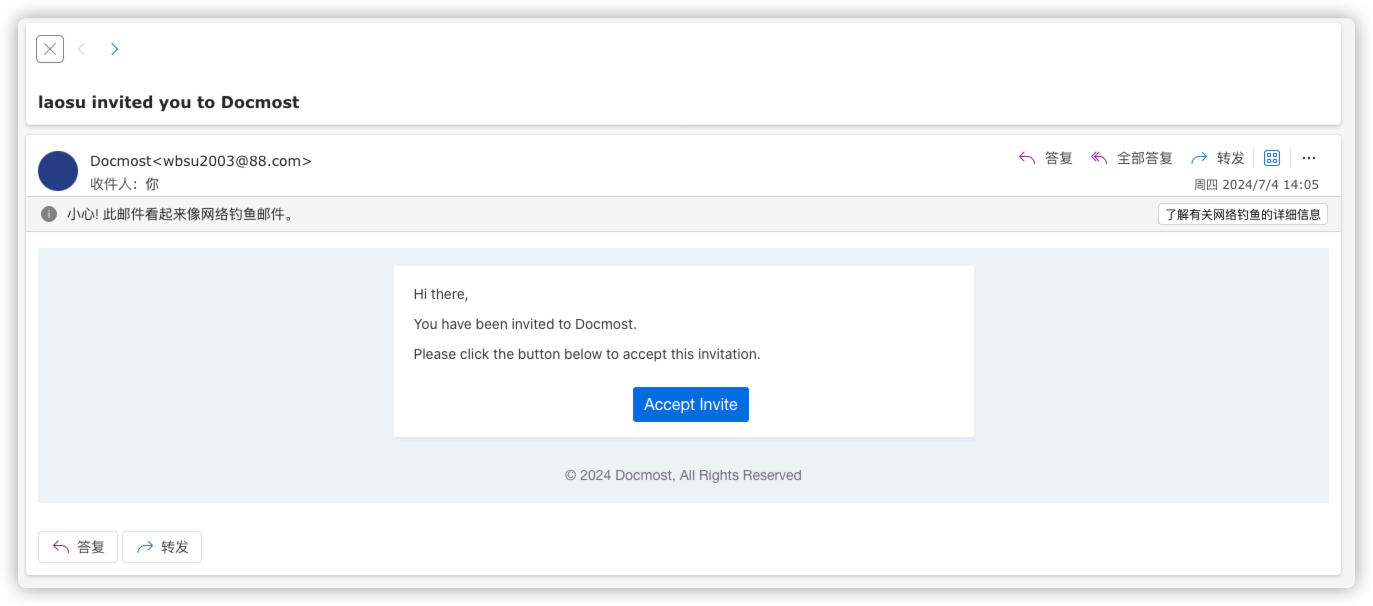 laosu invited you to Docmost
Docmost<wbsu2003@88.com>
答复
全部答复
转发
收件人：你
周四 2024/7/4 14:05
小心! 此邮件看起来像网络钓鱼邮件。
了解有关网络钓鱼的详细信息
Hi there,
You have been invited to Docmost.
Please click the button below to accept this invitation.
Accept Invite
© 2024 Docmost, All Rights Reserved
答复
转发